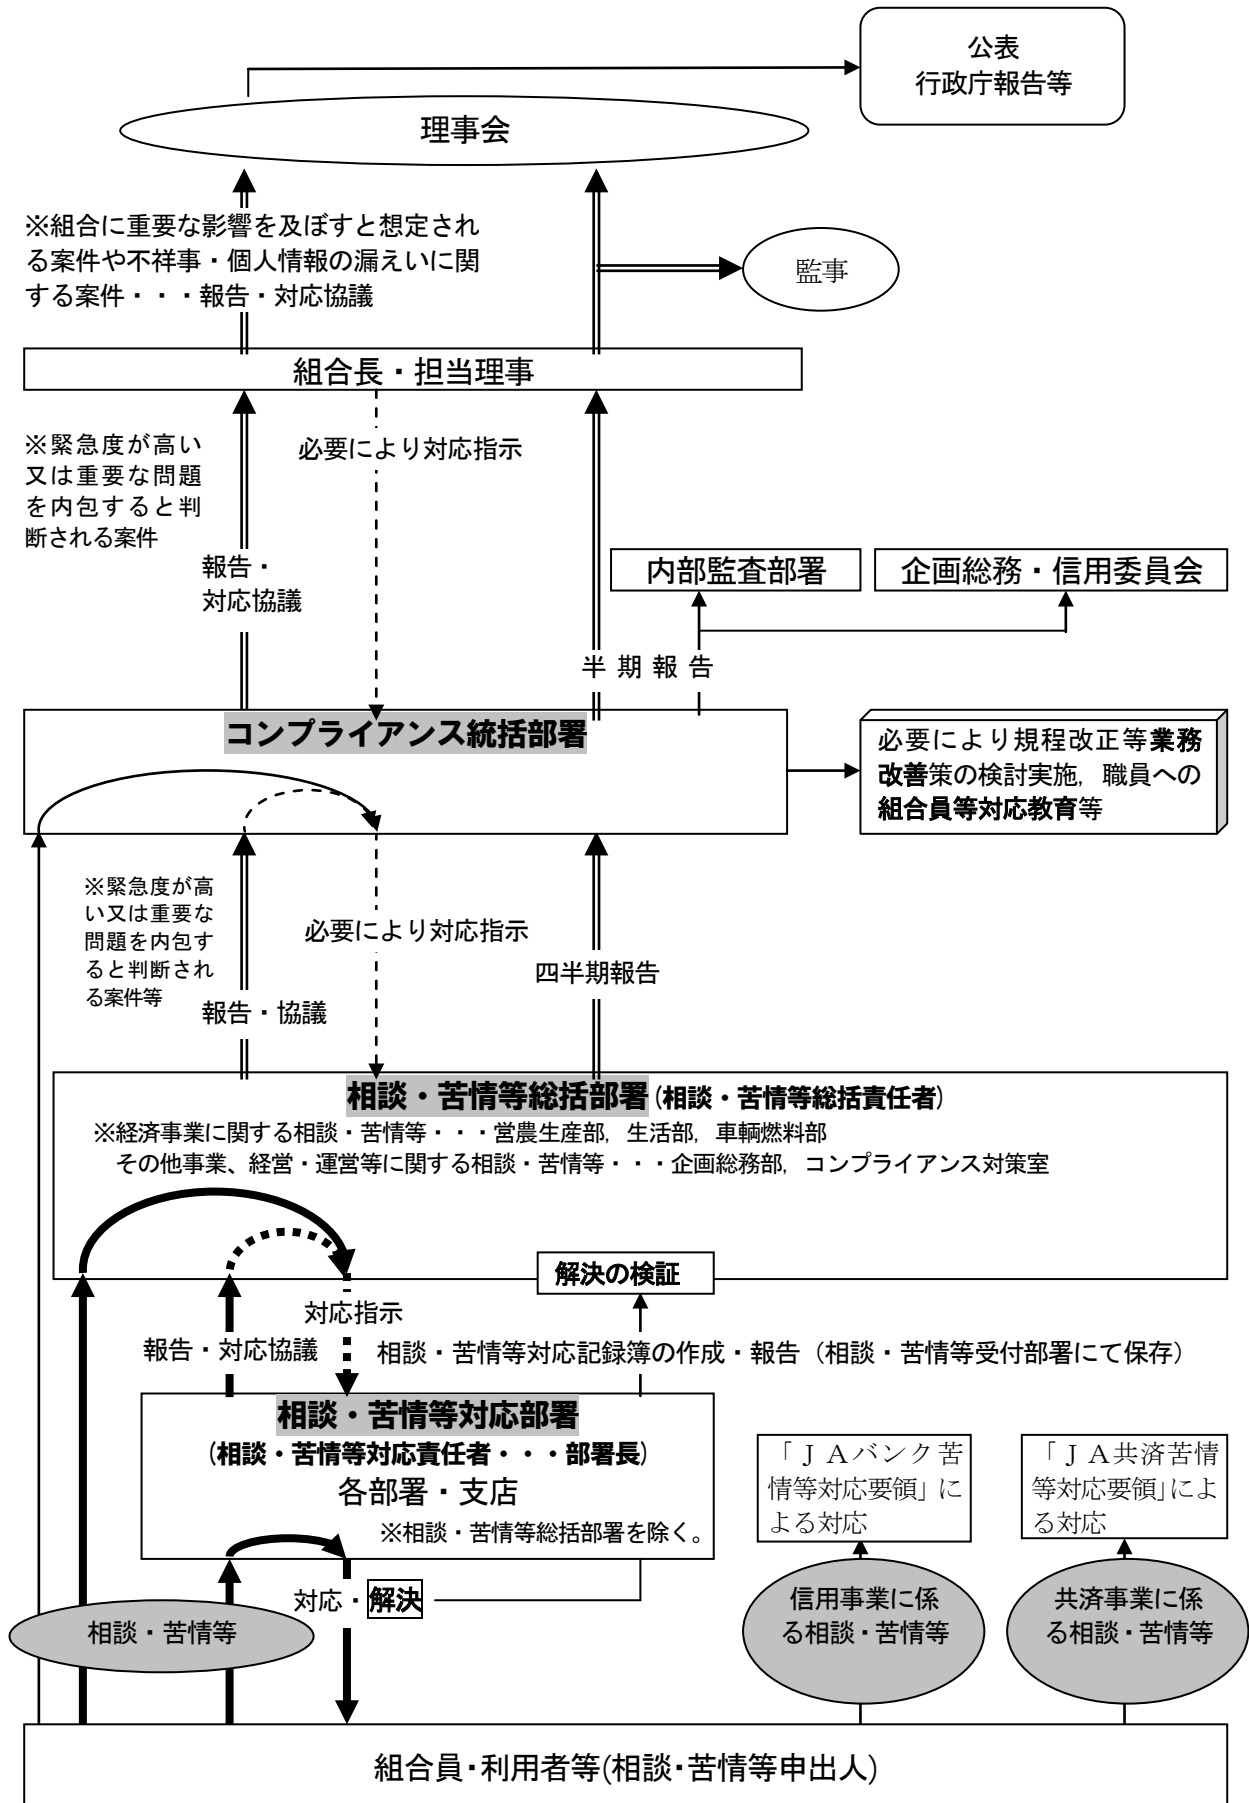 公表
行政庁報告等
理事会
※組合に重要な影響を及ぼすと想定され
る案件や不祥事・個人情報の漏えいに関
する案件・・・報告・対応協議
監事
組合長・担当理事
※緊急度が高い
又は重要な問題
を内包すると判
断される案件
必要により対応指示
報告・
対応協議
内部監査部署
企画総務・信用委員会
半期報告
コンプライアンス統括部署
必要により規程改正等業務
改善策の検討実施,職員への
組合員等対応教育等
※緊急度が高
い又は重要な
問題を内包す
ると判断され
る案件等
必要により対応指示
四半期報告
報告・協議
相談・苦情等総括部署(相談・苦情等総括責任者)
※経済事業に関する相談・苦情等・・・営農生産部,生活部,車輌燃料部
その他事業、経営・運営等に関する相談・苦情等・・・企画総務部,コンプライアンス対策室
解決の検証
対応指示
報告・対応協議
相談・苦情等対応記録簿の作成・報告(相談・苦情等受付部署にて保存)
相談・苦情等対応部署
(相談・苦情等対応責任者・・・部署長)
各部署・支店
※相談・苦情等総括部署を除く。
「JAバンク苦
情等対応要領」に
よる対応
「JA共済苦情
等対応要領」によ
る対応
対応・解決
相談・苦情等
信用事業に係
る相談・苦情等
共済事業に係
る相談・苦情等
組合員・利用者等(相談・苦情等申出人)